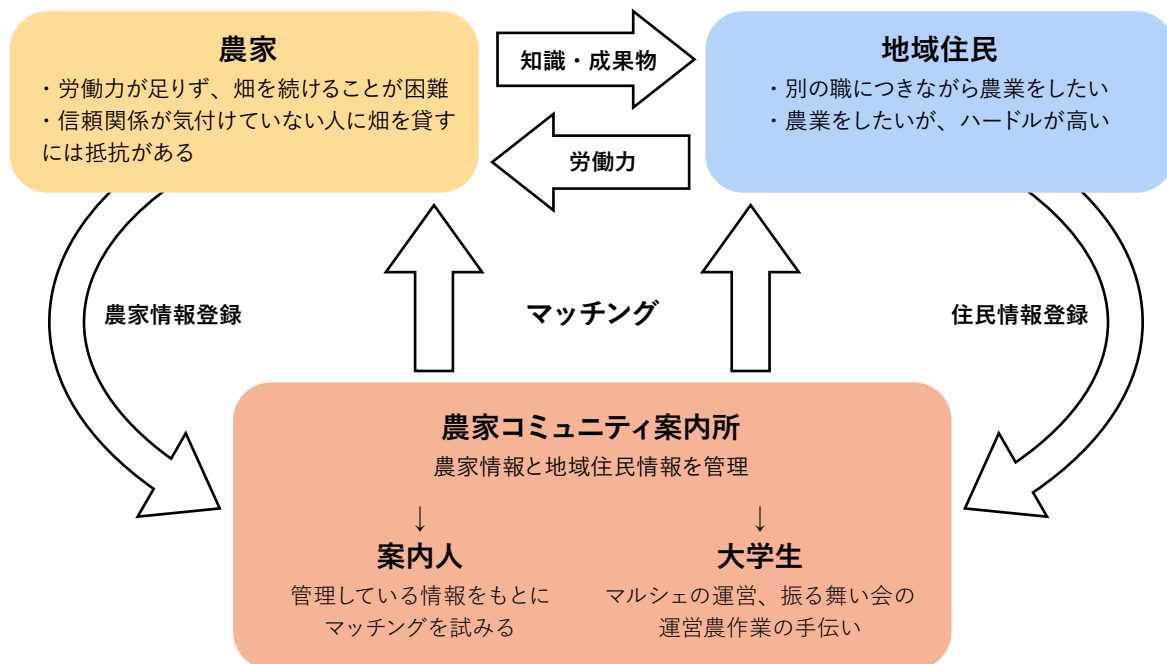 農家
・労働力が足りず、畑を続けることが困難
・信頼関係が気付けていない人に畑を貸す
には抵抗がある
知識・成果物
労働力
地域住民
・別の職につきながら農業をしたい
・農業をしたいが、ハードルが高い
農家情報登録
マッチング
住民情報登録
農家コミュニティ案内所
農家情報と地域住民情報を管理
↓
案内人
管理している情報をもとに
マッチングを試みる
↓
大学生
マルシェの運営、振る舞い会の
運営農作業の手伝い